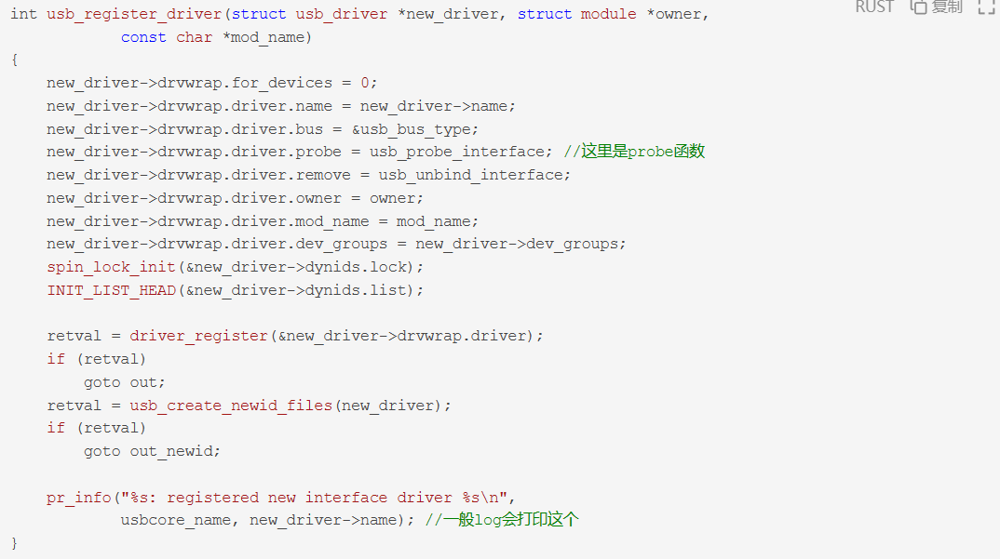 RUST 复制
int usb_register_driver(struct usb_driver *new_driver, struct module *owner,
            const char *mod_name)
{
    new_driver->drvwrap.for_devices = 0;
    new_driver->drvwrap.driver.name = new_driver->name;
    new_driver->drvwrap.driver.bus = &usb_bus_type;
    new_driver->drvwrap.driver.probe = usb_probe_interface; //这里是probe函数
    new_driver->drvwrap.driver.remove = usb_unbind_interface;
    new_driver->drvwrap.driver.owner = owner;
    new_driver->drvwrap.driver.mod_name = mod_name;
    new_driver->drvwrap.driver.dev_groups = new_driver->dev_groups;
    spin_lock_init(&new_driver->dynids.lock);
    INIT_LIST_HEAD(&new_driver->dynids.list);

    retval = driver_register(&new_driver->drvwrap.driver);
    if (retval)
        goto out;
    retval = usb_create_newid_files(new_driver);
    if (retval)
        goto out_newid;

    pr_info("%s: registered new interface driver %s\n",
            usbcore_name, new_driver->name); //一般log会打印这个
}